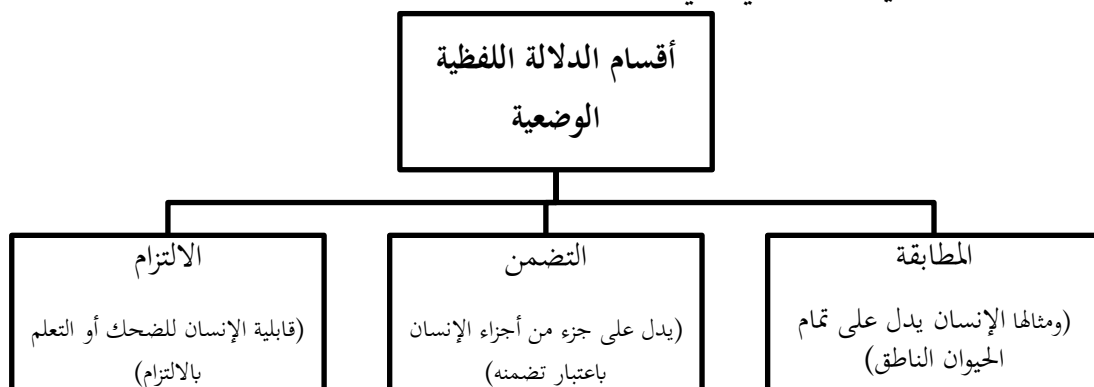 أقسام الدلالة اللفظية
الوضعية
المطابقة
(ومثالها الإنسان يدل على تمام
الحيوان الناطق)
التضمن
(يدل على جزء من أجزاء الإنسان
باعتبار تضمنه)
الالتزام
(قابلية الإنسان للضحك أو التعلم
بالالتزام)